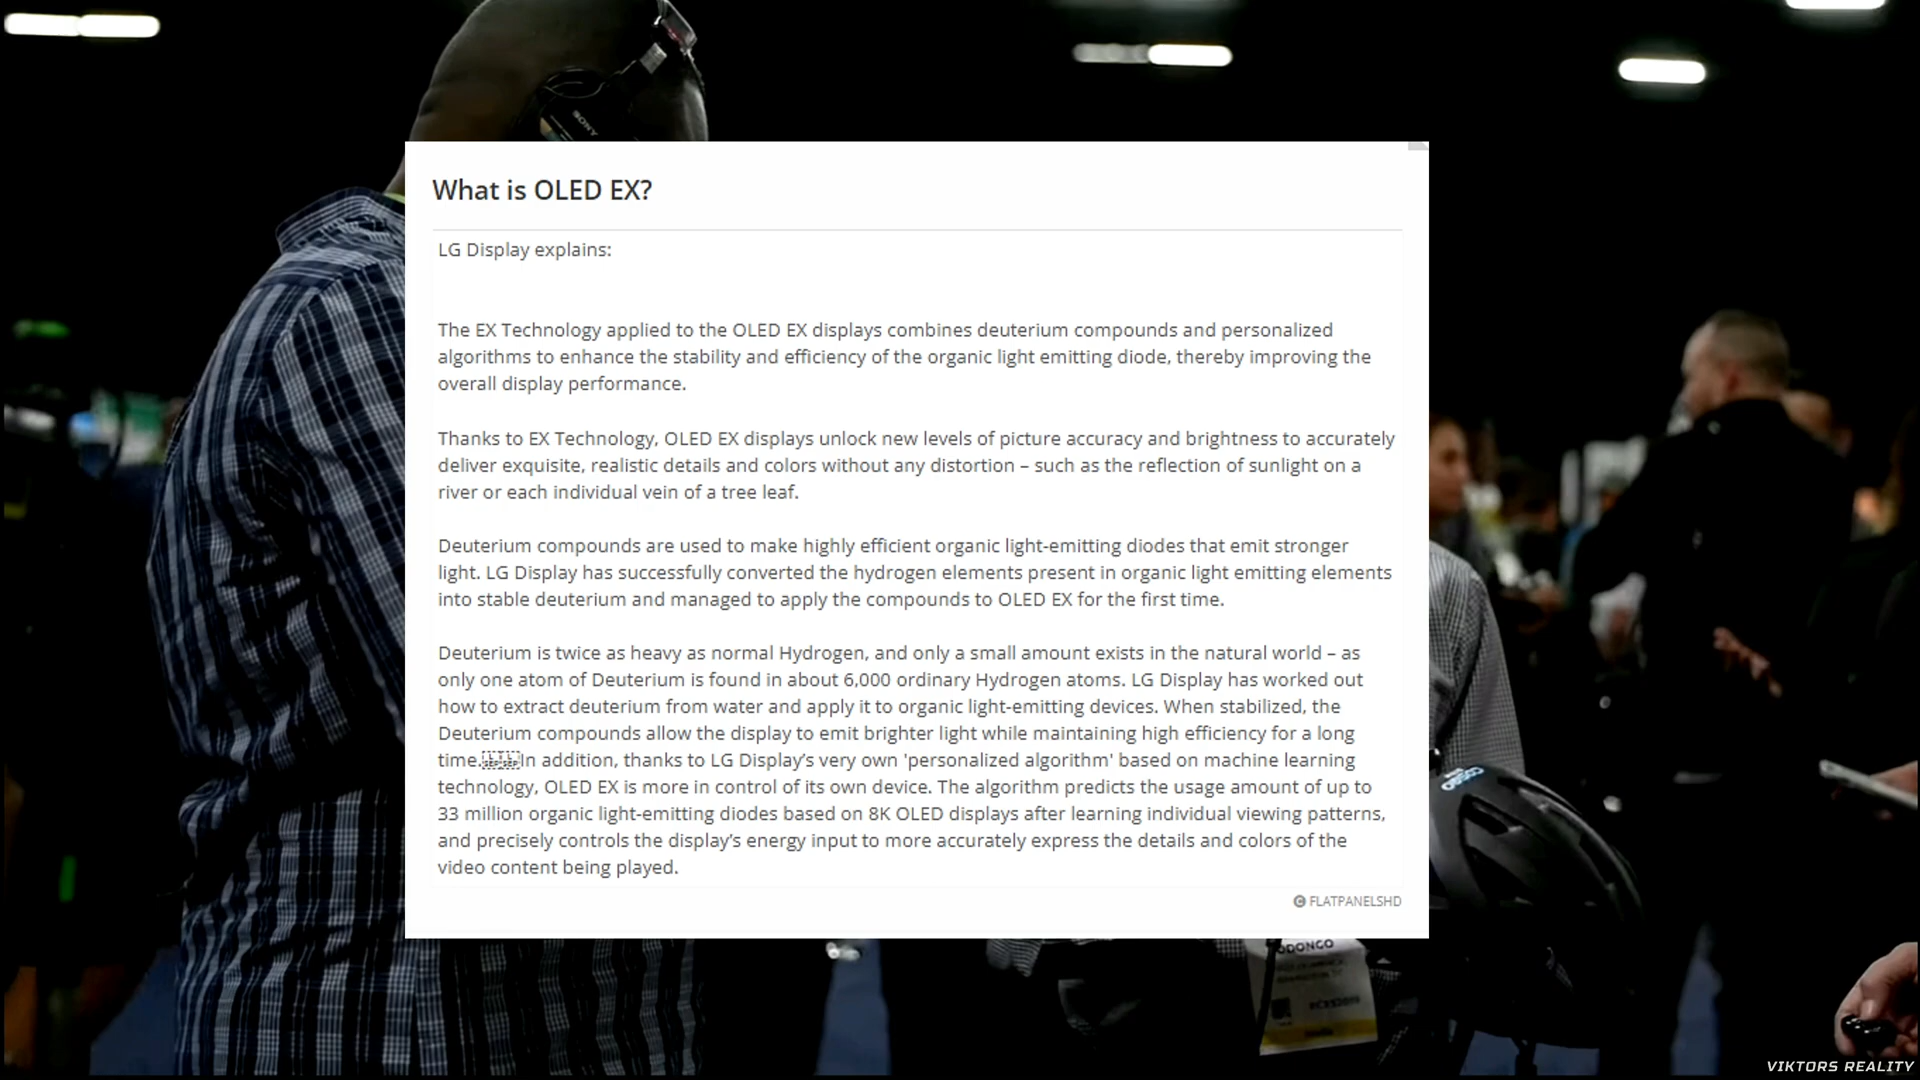 SONY
What is OLED EX?
LG Display explains:
The EX Technology applied to the OLED EX displays combines deuterium compounds and personalized
algorithms to enhance the stability and efficiency of the organic light emitting diode, thereby improving the
overall display performance.
Thanks to EX Technology, OLED EX displays unlock new levels of picture accuracy and brightness to accurately
deliver exquisite, realistic details and colors without any distortion – such as the reflection of sunlight on a
river or each individual vein of a tree leaf.
Deuterium compounds are used to make highly efficient organic light-emitting diodes that emit stronger
light. LG Display has successfully converted the hydrogen elements present in organic light emitting elements
into stable deuterium and managed to apply the compounds to OLED EX for the first time.
Deuterium is twice as heavy as normal Hydrogen, and only a small amount exists in the natural world – as
only one atom of Deuterium is found in about 6,000 ordinary Hydrogen atoms. LG Display has worked out
how to extract deuterium from water and apply it to organic light-emitting devices. When stabilized, the
Deuterium compounds allow the display to emit brighter light while maintaining high efficiency for a long
time. In addition, thanks to LG Display’s very own 'personalized algorithm' based on machine learning
technology, OLED EX is more in control of its own device. The algorithm predicts the usage amount of up to
33 million organic light-emitting diodes based on 8K OLED displays after learning individual viewing patterns,
and precisely controls the display’s energy input to more accurately express the details and colors of the
video content being played.
© FLATPANELSHD
ODONGO
VIKTORS REALITY